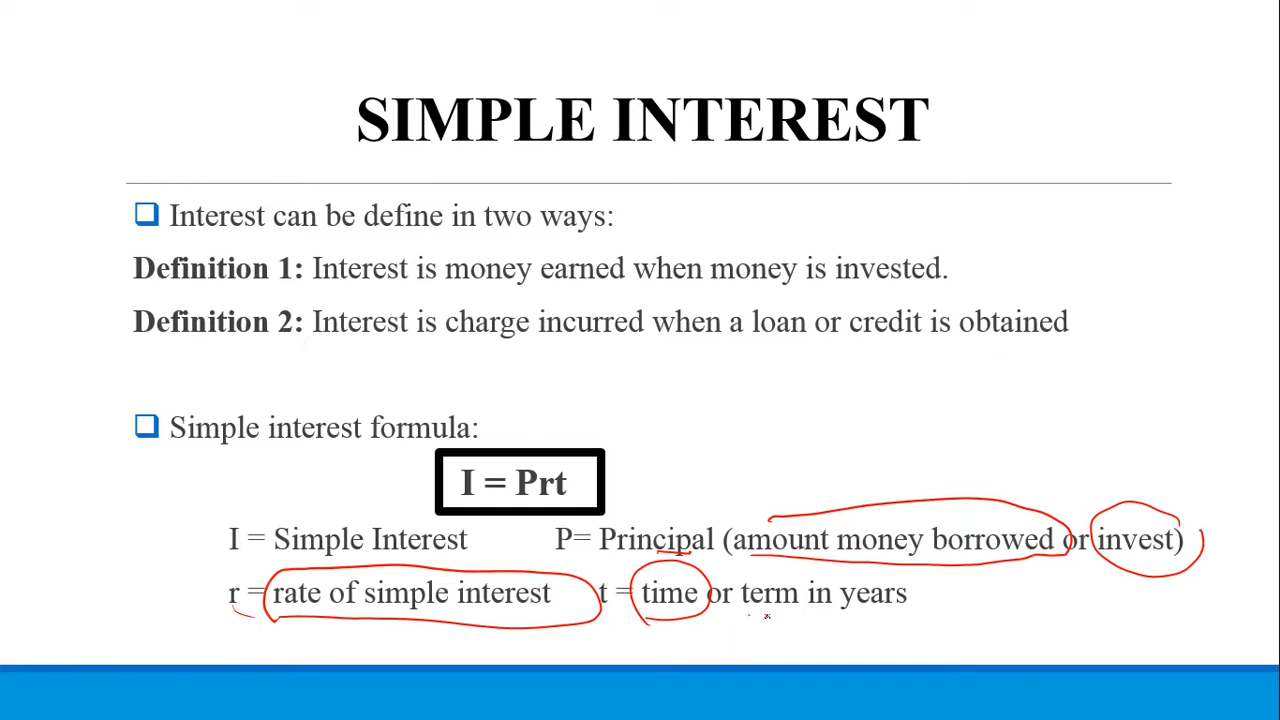 SIMPLE INTEREST
Interest can be define in two ways:
Definition 1: Interest is money earned when money is invested.
Definition 2: Interest is charge incurred when a loan or credit is obtained
Simple interest formula:
I = Prt
I = Simple Interest P= Principal (amount money borrowed or invest)
r = rate of simple interest t = time or term in years